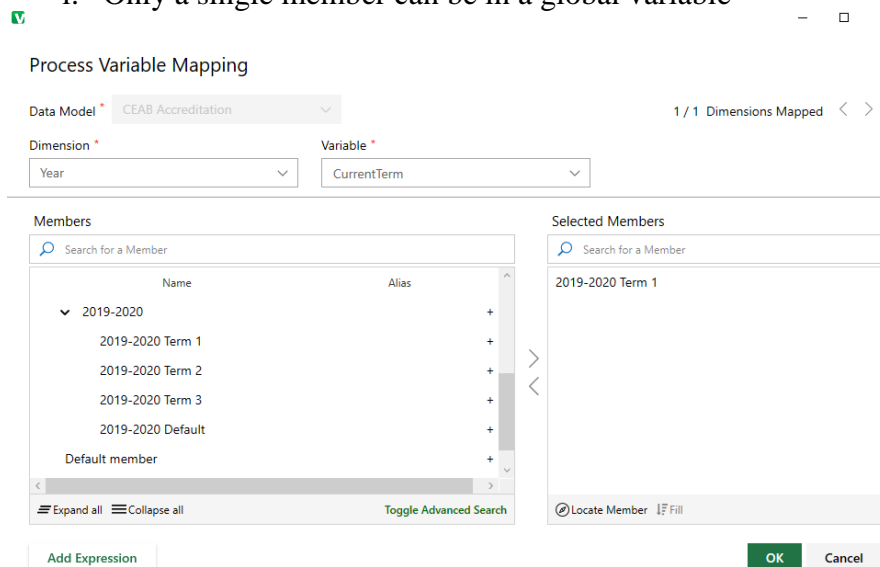 Only a single member can be in a global variable
Process Variable Mapping
Data Model * CEAB Accreditation
1 / 1 Dimensions Mapped
Dimension * Variable *
Year CurrentTerm
Members Selected Members
Search for a Member Search for a Member
Name Alias 2019-2020 Term 1
2019-2020 +
2019-2020 Term 1 +
2019-2020 Term 2 +
2019-2020 Term 3 +
2019-2020 Default +
Default member +
Expand all Collapse all Toggle Advanced Search Locate Member Fill
Add Expression OK Cancel